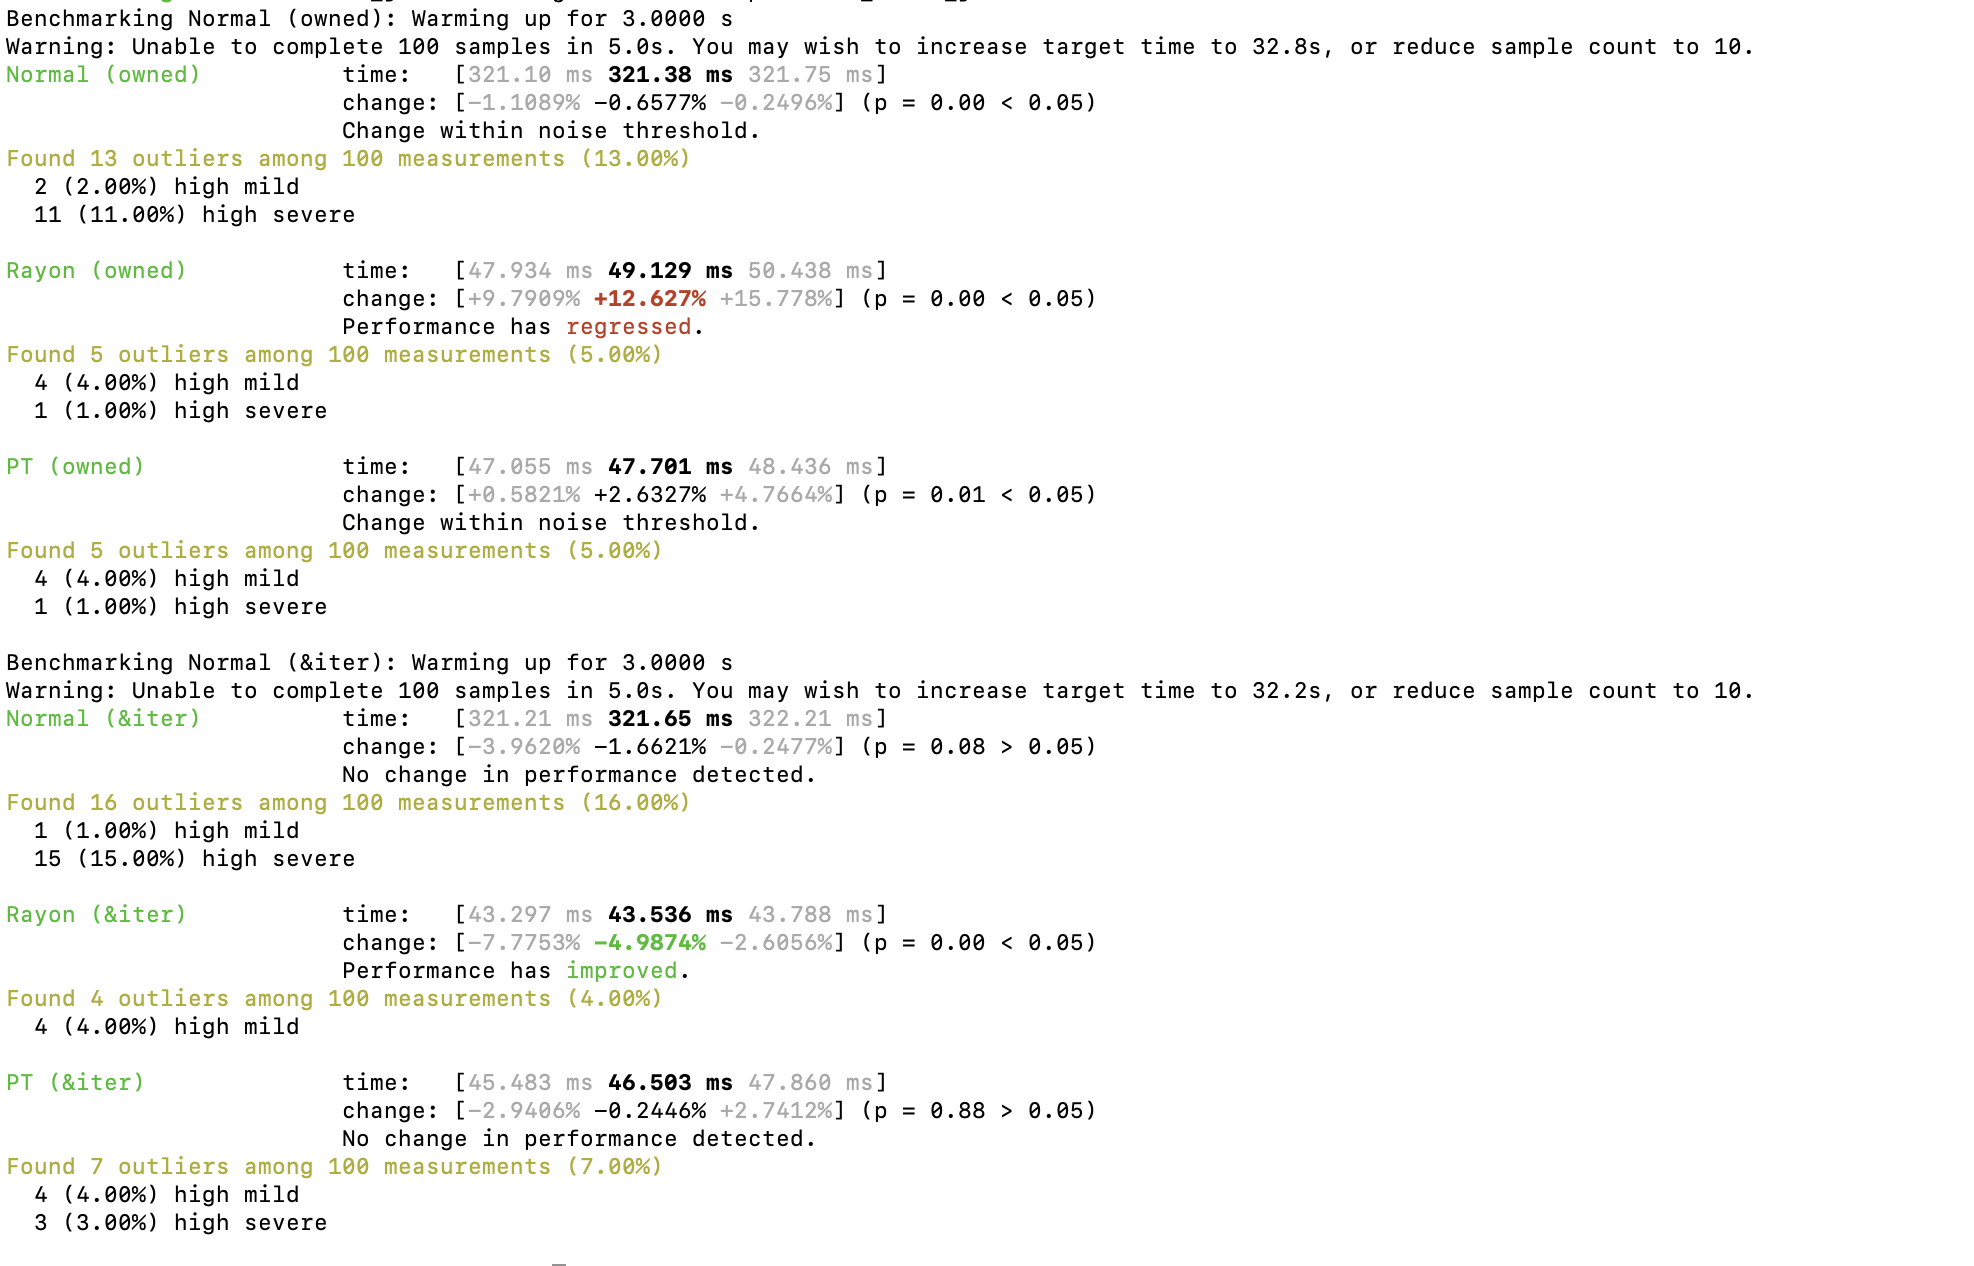 Benchmarking Normal (owned): Warming up for 3.0000 s
Warning: Unable to complete 100 samples in 5.0s. You may wish to increase target time to 32.8s, or reduce sample count to 10.
Normal (owned)          time:   [321.10 ms 321.38 ms 321.75 ms]
                        change: [-1.1089% -0.6577% -0.2496%] (p = 0.00 < 0.05)
                        Change within noise threshold.
Found 13 outliers among 100 measurements (13.00%)
  2 (2.00%) high mild
  11 (11.00%) high severe

Rayon (owned)           time:   [47.934 ms 49.129 ms 50.438 ms]
                        change: [+9.7909% +12.627% +15.778%] (p = 0.00 < 0.05)
                        Performance has regressed.
Found 5 outliers among 100 measurements (5.00%)
  4 (4.00%) high mild
  1 (1.00%) high severe

PT (owned)              time:   [47.055 ms 47.701 ms 48.436 ms]
                        change: [+0.5821% +2.6327% +4.7664%] (p = 0.01 < 0.05)
                        Change within noise threshold.
Found 5 outliers among 100 measurements (5.00%)
  4 (4.00%) high mild
  1 (1.00%) high severe

Benchmarking Normal (&iter): Warming up for 3.0000 s
Warning: Unable to complete 100 samples in 5.0s. You may wish to increase target time to 32.2s, or reduce sample count to 10.
Normal (&iter)          time:   [321.21 ms 321.65 ms 322.21 ms]
                        change: [-3.9620% -1.6621% -0.2477%] (p = 0.08 > 0.05)
                        No change in performance detected.
Found 16 outliers among 100 measurements (16.00%)
  1 (1.00%) high mild
  15 (15.00%) high severe

Rayon (&iter)           time:   [43.297 ms 43.536 ms 43.788 ms]
                        change: [-7.7753% -4.9874% -2.6056%] (p = 0.00 < 0.05)
                        Performance has improved.
Found 4 outliers among 100 measurements (4.00%)
  4 (4.00%) high mild

PT (&iter)              time:   [45.483 ms 46.503 ms 47.860 ms]
                        change: [-2.9406% -0.2446% +2.7412%] (p = 0.88 > 0.05)
                        No change in performance detected.
Found 7 outliers among 100 measurements (7.00%)
  4 (4.00%) high mild
  3 (3.00%) high severe